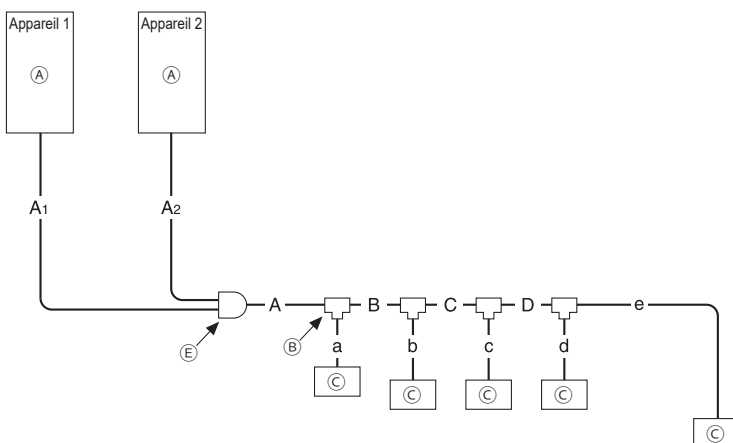 Appareil 1 Appareil 2
Ⓐ Ⓐ
A1 A2
A B C D e
Ⓔ Ⓑ a b c d
Ⓒ Ⓒ Ⓒ Ⓒ
Ⓒ